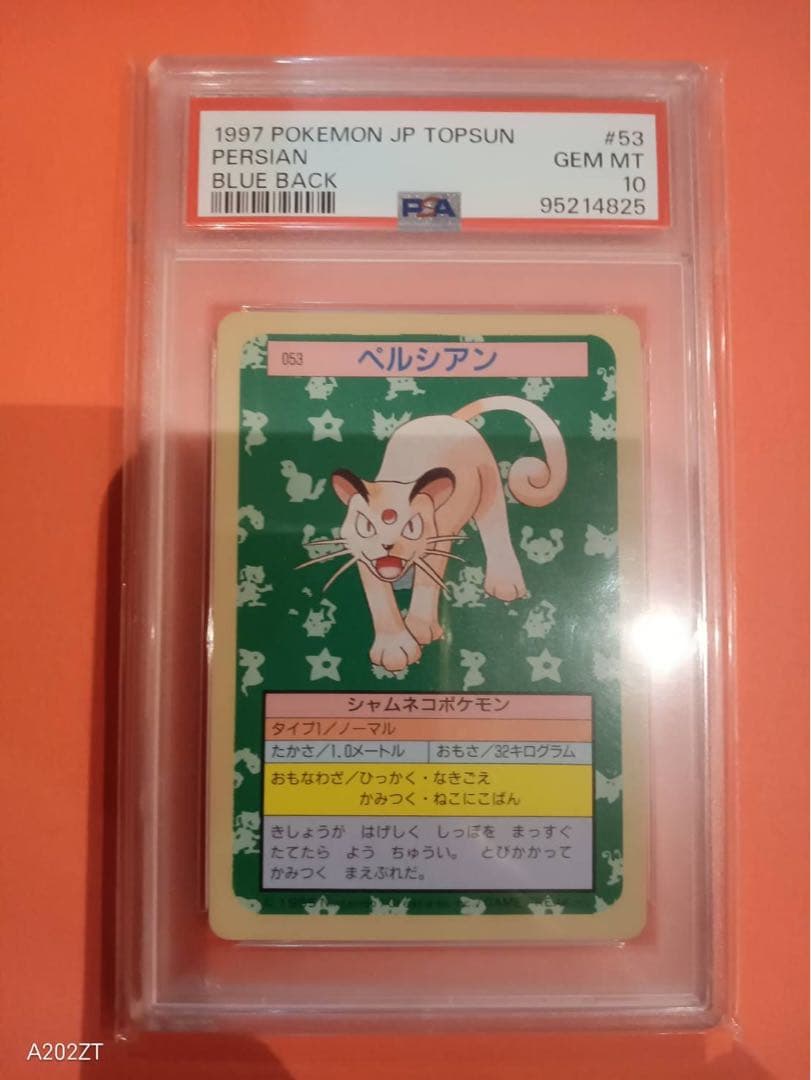 1997 POKEMON JP TOPSUN #53
PERSIAN GEM MT
BLUE BACK 10
PSA 95214825
053 ペルシアン
シャムネコポケモン
タイプ1/ノーマル
たかさ/1.0メートル おもさ/32キログラム
おもなわざ/ひっかく・なきごえ
かみつく・ねこにこばん
きしょうが はげしく しっぽを まっすぐ
たてたら よう ちゅうい。 とびかかって
かみつく まえぶれだ。
A202ZT